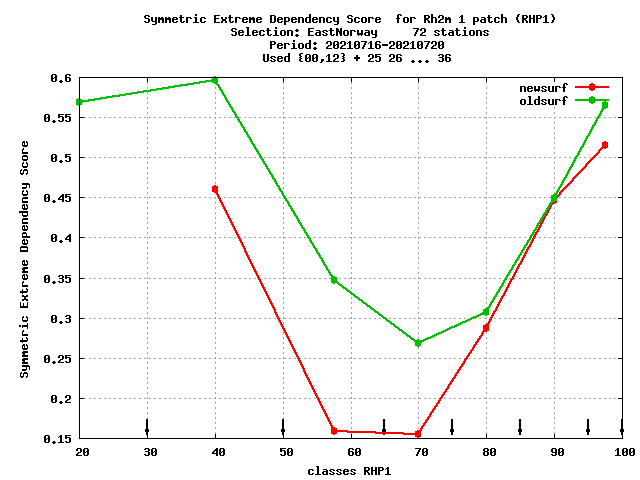 Symmetric Extreme Dependency Score  for Rh2m 1 patch (RHP1)
Selection: EastNorway     72 stations
Period: 20210716-20210720
Used {00,12} + 25 26 ... 36
newsurf
oldsurf
Symmetric Extreme Dependency Score
0.6
0.55
0.5
0.45
0.4
0.35
0.3
0.25
0.2
0.15
20 30 40 50 60 70 80 90 100
classes RHP1